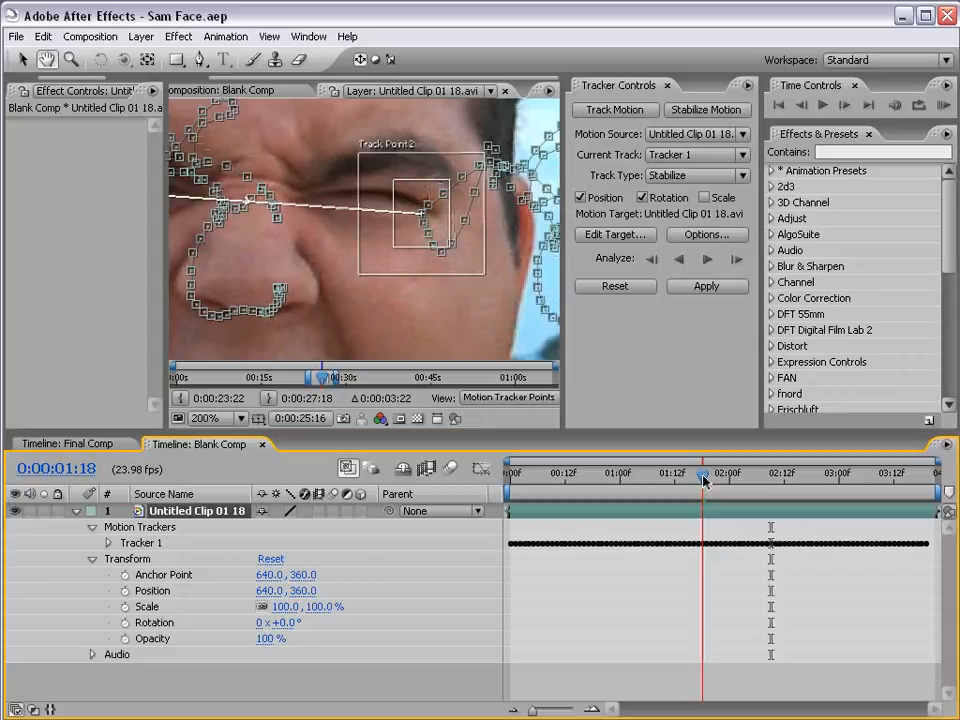 Adobe After Effects - Sam Face.aep
File Edit Composition Layer Effect Animation View Window Help
Workspace: Standard
Effect Controls: Untitl
omposition: Blank Comp
Layer: Untitled Clip 01 18.avi
Tracker Controls
Time Controls
Blank Comp * Untitled Clip 01 18.a
Track Motion Stabilize Motion
Motion Source: Untitled Clip 01 18.
Current Track: Tracker 1
Track Type: Stabilize
Position Rotation Scale
Motion Target: Untitled Clip 01 18.avi
Edit Target... Options...
Analyze:
Reset Apply
Effects & Presets
Contains:
* Animation Presets
2d3
3D Channel
Adjust
AlgoSuite
Audio
Blur & Sharpen
Channel
Color Correction
DFT 55mm
DFT Digital Film Lab 2
Distort
Expression Controls
FAN
fnord
Frischluft
Track Point 2
:00s 00:15s 00:30s 00:45s 01:00s
0:00:23:22 0:00:27:18 Δ0:00:03:22 View: Motion Tracker Points
200% 0:00:25:16
Timeline: Final Comp Timeline: Blank Comp
0:00:01:18 (23.98 fps)
:00f 00:12f 01:00f 01:12f 02:00f 02:12f 03:00f 03:12f 04
# Source Name Parent
1 Untitled Clip 01 18 None
Motion Trackers
Tracker 1
Transform Reset
Anchor Point 640.0, 360.0
Position 640.0, 360.0
Scale 100.0, 100.0 %
Rotation 0 x +0.0°
Opacity 100 %
Audio